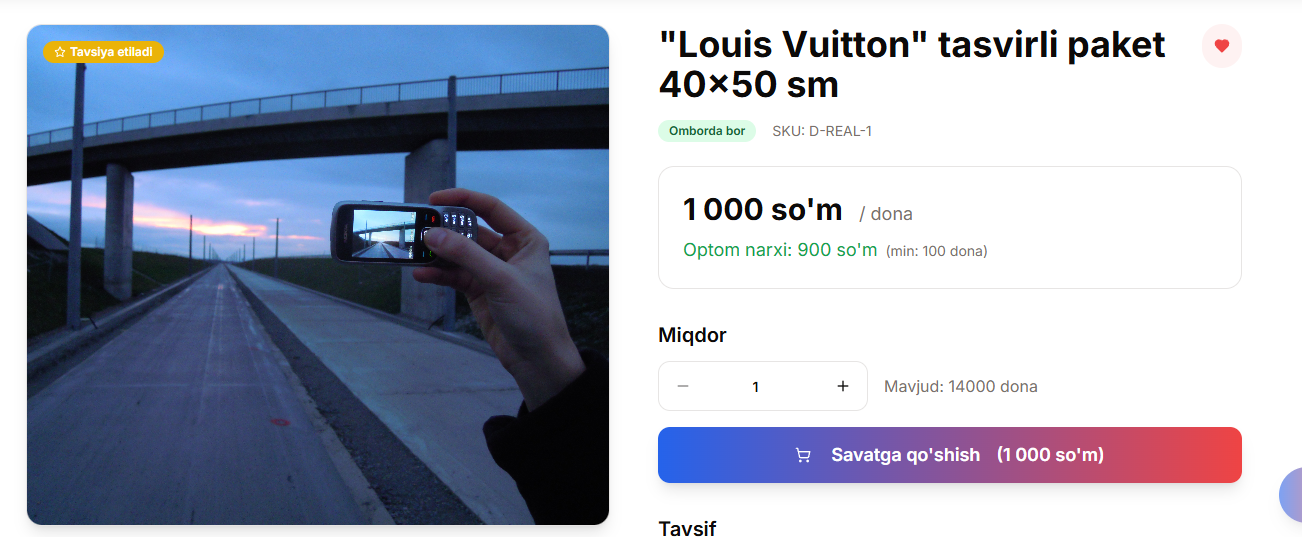 Tavsiya etiladi
"Louis Vuitton" tasvirli paket
40×50 sm
Omborda bor
SKU: D-REAL-1
1 000 so'm / dona
Optom narxi: 900 so'm (min: 100 dona)
Miqdor
− 1 +
Mavjud: 14000 dona
Savatga qo'shish (1 000 so'm)
Tavsif